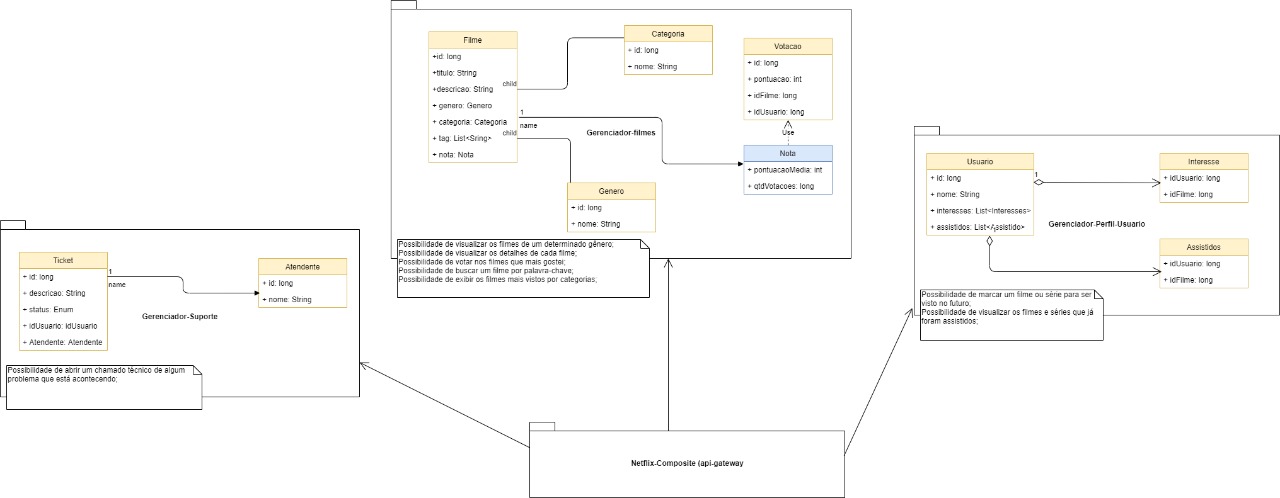 Filme
+id: long
+titulo: String
+descricao: String
+ genero: Genero
+ categoria: Categoria
+ tag: List<Sring>
+ nota: Nota
child
1
name
child
Categoria
+ id: long
+ nome: String
Gerenciador-filmes
Genero
+ id: long
+ nome: String
Votacao
+ id: long
+ pontuacao: int
+ idFilme: long
+ idUsuario: long
Use
Nota
+ pontuacaoMedia: int
+ qtdVotacoes: long
Possibilidade de visualizar os filmes de um determinado gênero;
Possibilidade de visualizar os detalhes de cada filme;
Possibilidade de votar nos filmes que mais gostei;
Possibilidade de buscar um filme por palavra-chave;
Possibilidade de exibir os filmes mais vistos por categorias;
Usuario
+ id: long
+ nome: String
+ interesses: List<Interesses>
+ assistidos: List<Assistido>
1
1
Interesse
+ idUsuario: long
+ idFilme: long
Gerenciador-Perfil-Usuario
Assistidos
+ idUsuario: long
+ idFilme: long
Possibilidade de marcar um filme ou série para ser
visto no futuro;
Possibilidade de visualizar os filmes e séries que já
foram assistidos;
Ticket
+ id: long
+ descricao: String
+ status: Enum
+ idUsuario: idUsuario
+ Atendente: Atendente
1
name
Atendente
+ id: long
+ nome: String
Gerenciador-Suporte
Possibilidade de abrir um chamado técnico de algum
problema que está acontecendo;
Netflix-Composite (api-gateway